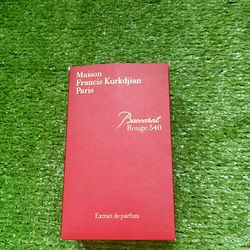 Maison
Francis Kurkdjian
Paris
Baccarat
Rouge 540
Extrait de parfum